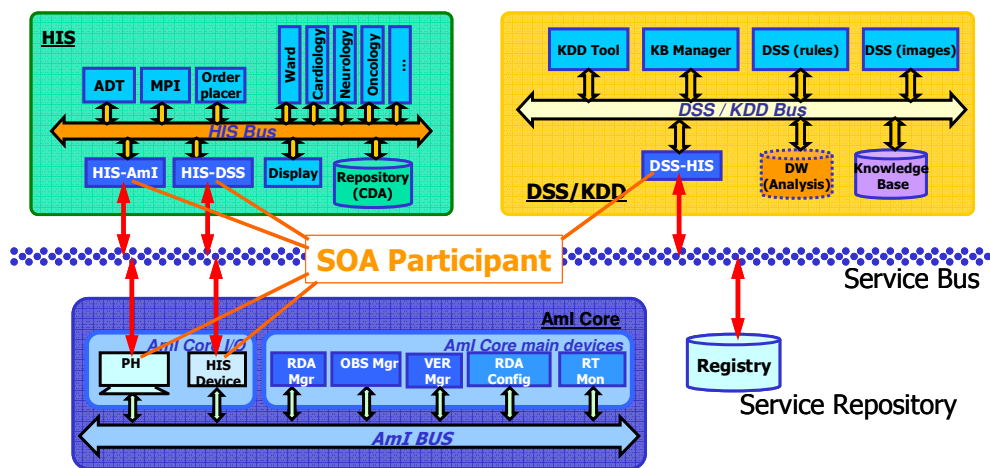 HIS
ADT
MPI
Order
placer
Ward
Cardiology
Neurology
Oncology
...
HIS Bus
HIS-AmI
HIS-DSS
Display
Repository
(CDA)
KDD Tool
KB Manager
DSS (rules)
DSS (images)
DSS / KDD Bus
DSS-HIS
DW
(Analysis)
Knowledge
Base
DSS/KDD
SOA Participant
Service Bus
AmI Core
AmI Core I/O
PH
HIS
Device
AmI Core main devices
RDA
Mgr
OBS Mgr
VER
Mgr
RDA
Config
RT
Mon
AmI BUS
Registry
Service Repository